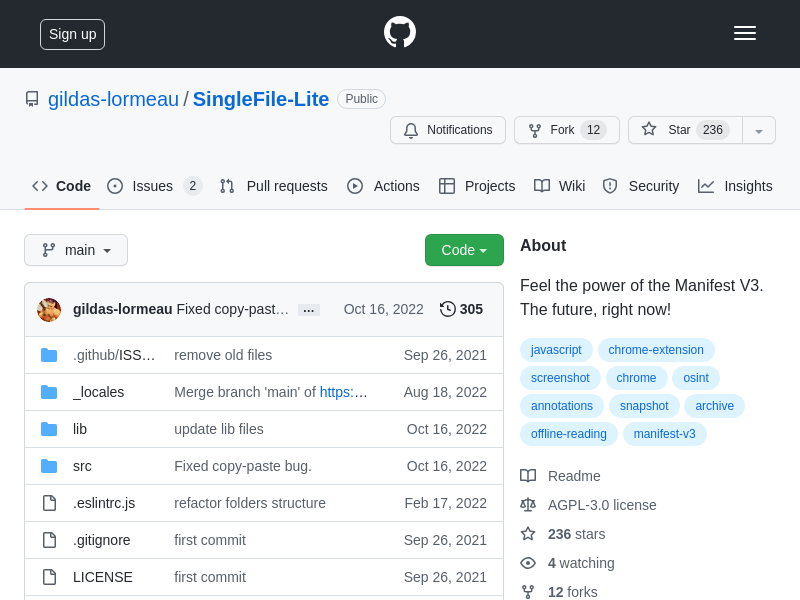 Sign up
gildas-lormeau / SingleFile-Lite Public
Notifications Fork 12 Star 236
Code Issues 2 Pull requests Actions Projects Wiki Security Insights
main Code
gildas-lormeau Fixed copy-past… … Oct 16, 2022 305
.github/ISS… remove old files Sep 26, 2021
_locales Merge branch 'main' of https:… Aug 18, 2022
lib update lib files Oct 16, 2022
src Fixed copy-paste bug. Oct 16, 2022
.eslintrc.js refactor folders structure Feb 17, 2022
.gitignore first commit Sep 26, 2021
LICENSE first commit Sep 26, 2021
About
Feel the power of the Manifest V3.
The future, right now!
javascript chrome-extension
screenshot chrome osint
annotations snapshot archive
offline-reading manifest-v3
Readme
AGPL-3.0 license
236 stars
4 watching
12 forks